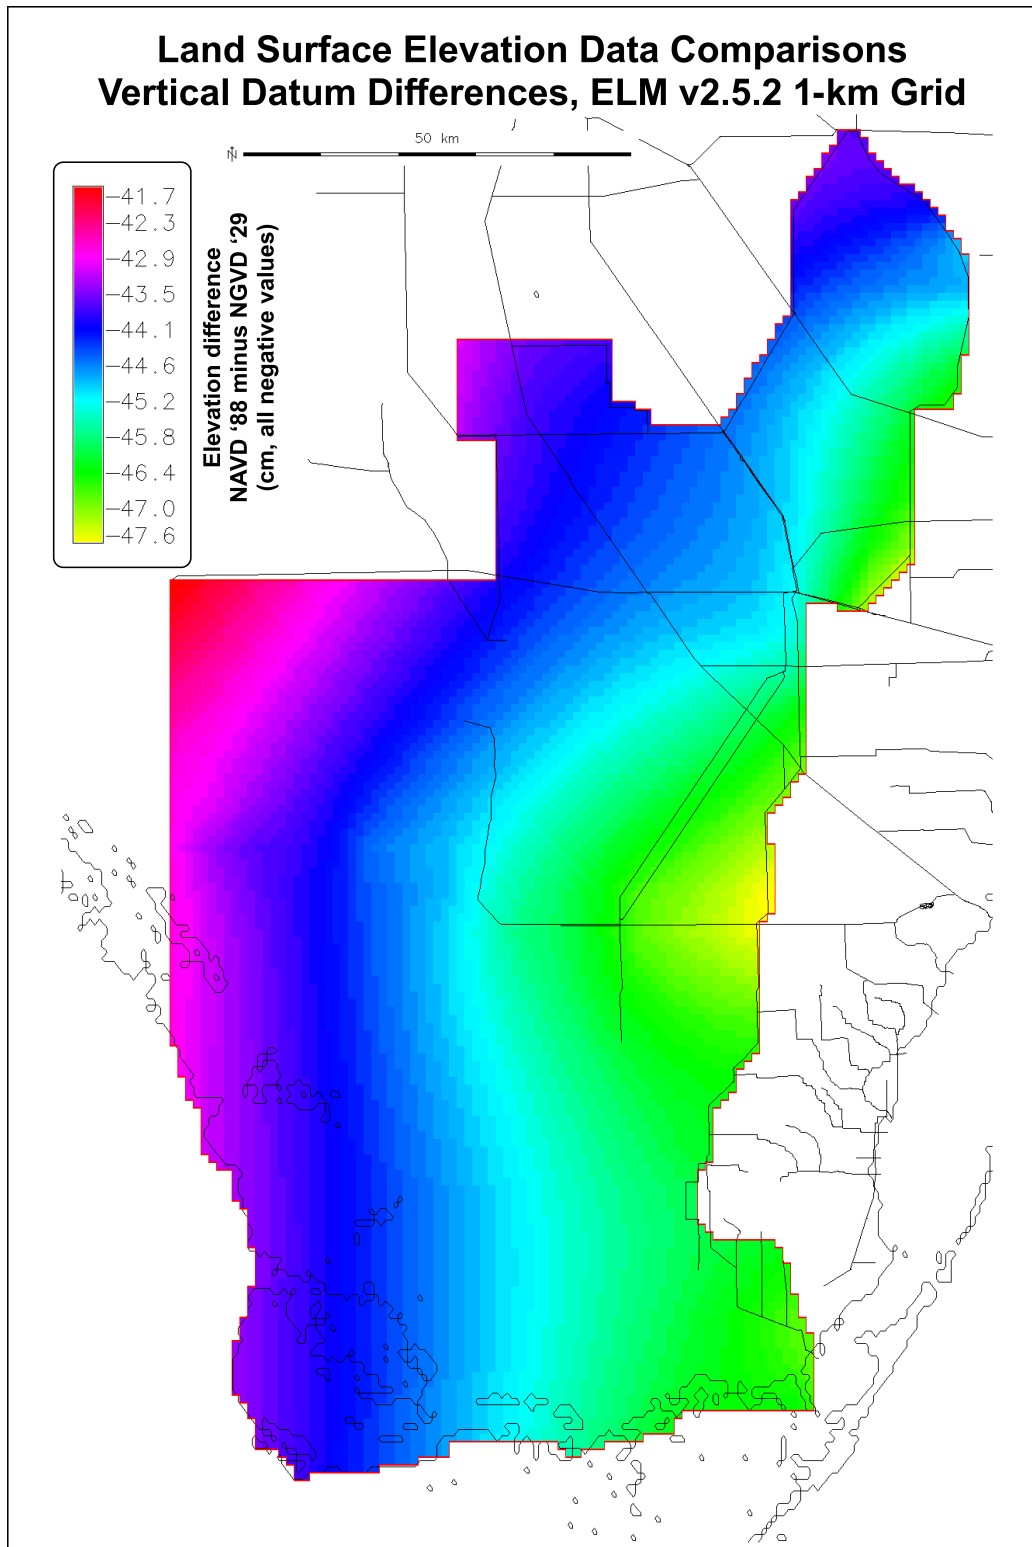 Land Surface Elevation Data Comparisons
Vertical Datum Differences, ELM v2.5.2 1-km Grid
50 km
N
-41.7
-42.3
-42.9
-43.5
-44.1
-44.6
-45.2
-45.8
-46.4
-47.0
-47.6
Elevation difference
NAVD ‘88 minus NGVD ‘29
(cm, all negative values)